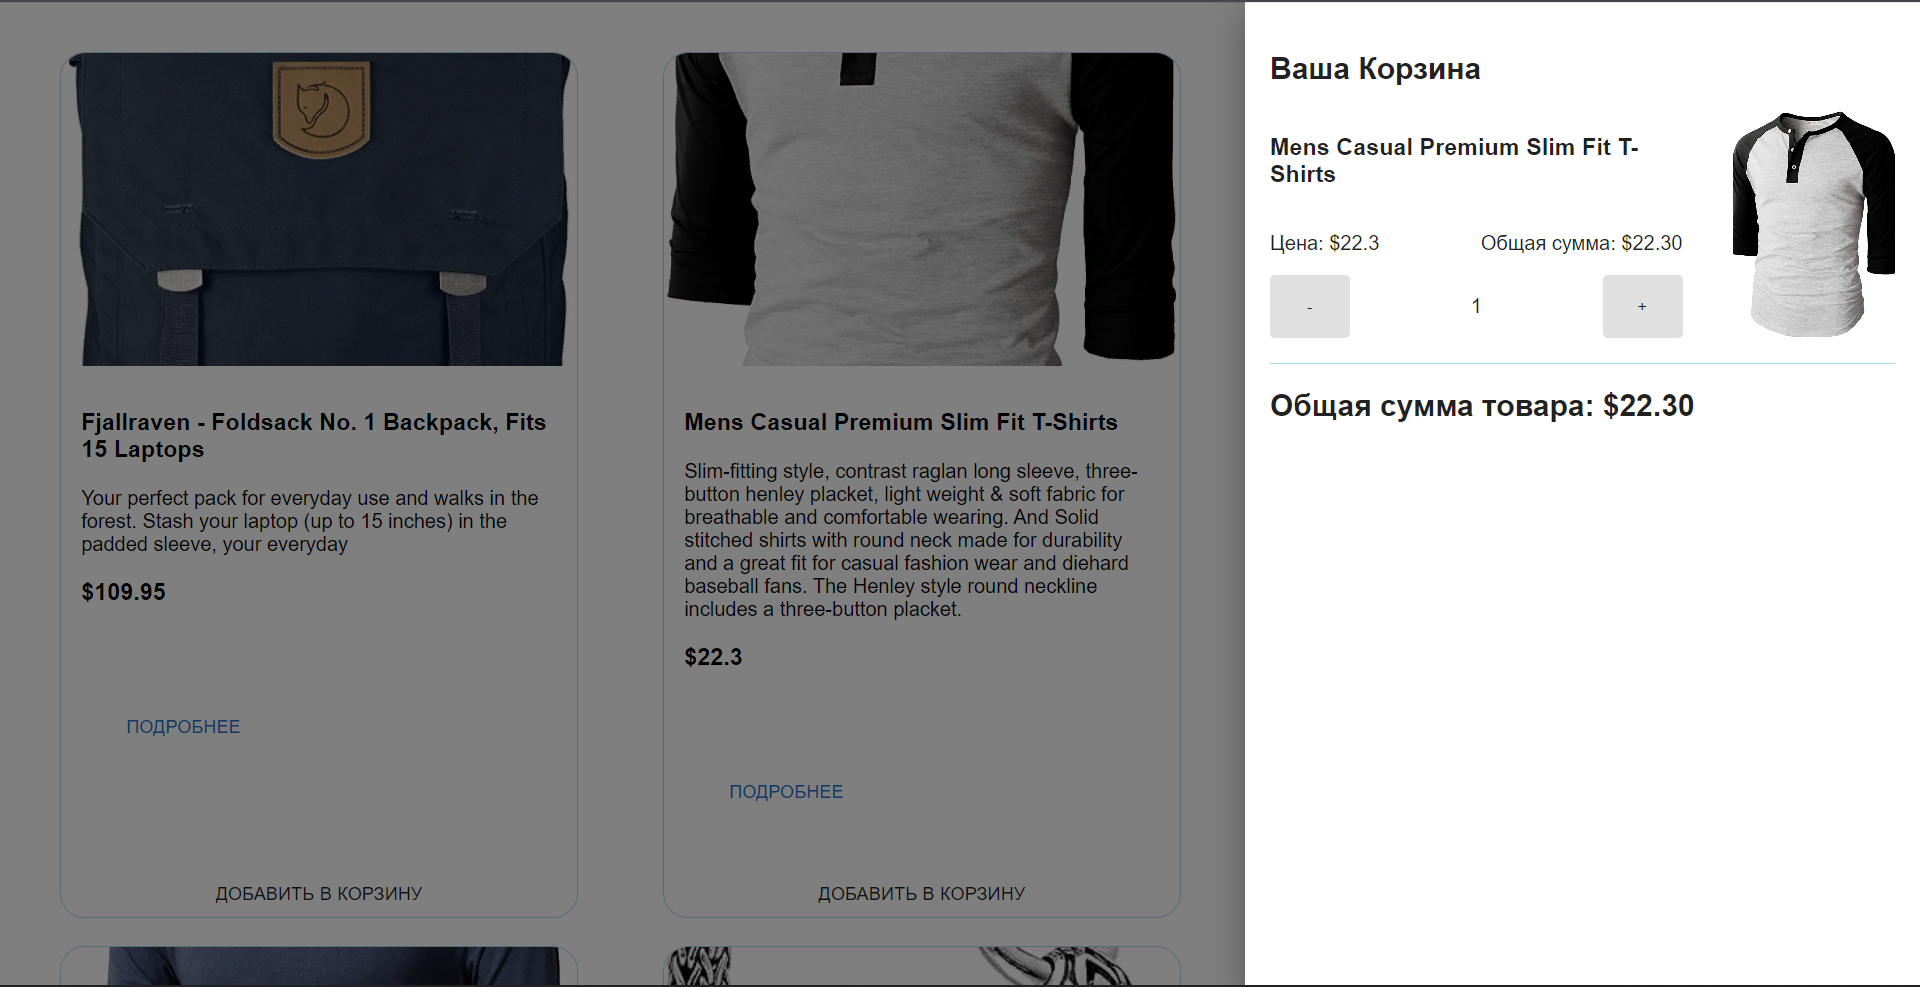 Fjallraven - Foldsack No. 1 Backpack, Fits
15 Laptops
Your perfect pack for everyday use and walks in the
forest. Stash your laptop (up to 15 inches) in the
padded sleeve, your everyday
$109.95
ПОДРОБНЕЕ
ДОБАВИТЬ В КОРЗИНУ
Mens Casual Premium Slim Fit T-Shirts
Slim-fitting style, contrast raglan long sleeve, three-
button henley placket, light weight & soft fabric for
breathable and comfortable wearing. And Solid
stitched shirts with round neck made for durability
and a great fit for casual fashion wear and diehard
baseball fans. The Henley style round neckline
includes a three-button placket.
$22.3
ПОДРОБНЕЕ
ДОБАВИТЬ В КОРЗИНУ
Ваша Корзина
Mens Casual Premium Slim Fit T-
Shirts
Цена: $22.3
Общая сумма: $22.30
- 1 +
Общая сумма товара: $22.30